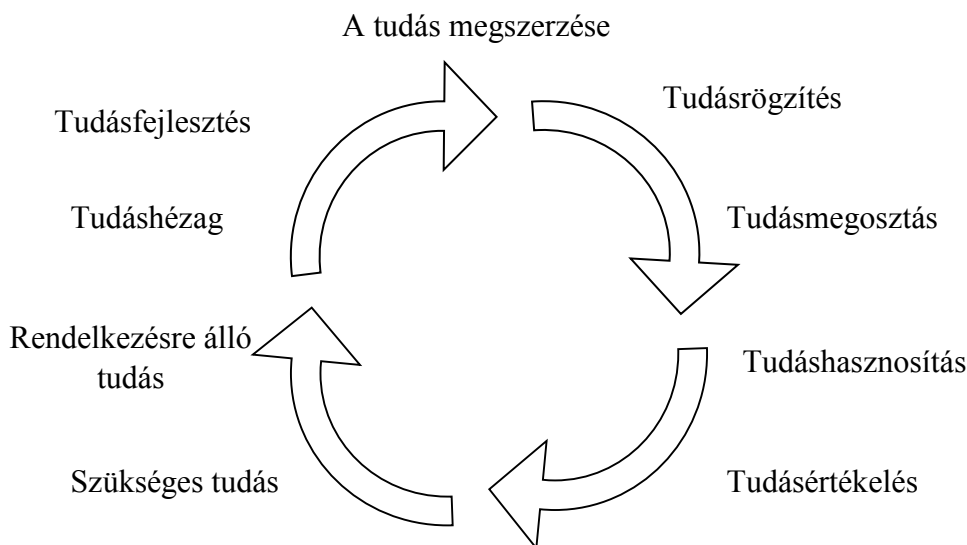 A tudás megszerzése
Tudásrögzítés
Tudásmegosztás
Tudáshasznosítás
Tudásértékelés
Szükséges tudás
Rendelkezésre álló
tudás
Tudáshézag
Tudásfejlesztés